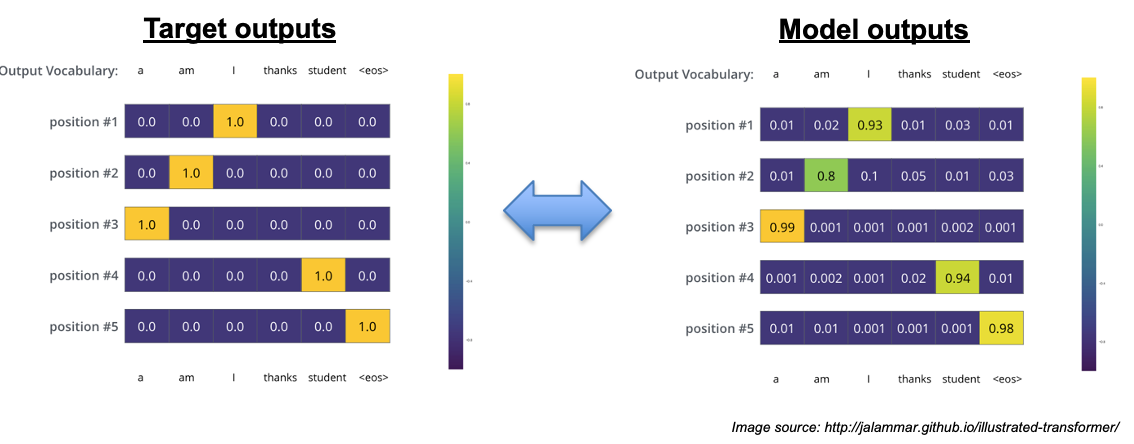 Target outputs
Output Vocabulary: a am I thanks student <eos>
position #1 0.0 0.0 1.0 0.0 0.0 0.0
position #2 0.0 1.0 0.0 0.0 0.0 0.0
position #3 1.0 0.0 0.0 0.0 0.0 0.0
position #4 0.0 0.0 0.0 0.0 1.0 0.0
position #5 0.0 0.0 0.0 0.0 0.0 1.0
a am I thanks student <eos>
Model outputs
Output Vocabulary: a am I thanks student <eos>
position #1 0.01 0.02 0.93 0.01 0.03 0.01
position #2 0.01 0.8 0.1 0.05 0.01 0.03
position #3 0.99 0.001 0.001 0.001 0.002 0.001
position #4 0.001 0.002 0.001 0.02 0.94 0.01
position #5 0.01 0.01 0.001 0.001 0.001 0.98
a am I thanks student <eos>
Image source: http://jalammar.github.io/illustrated-transformer/